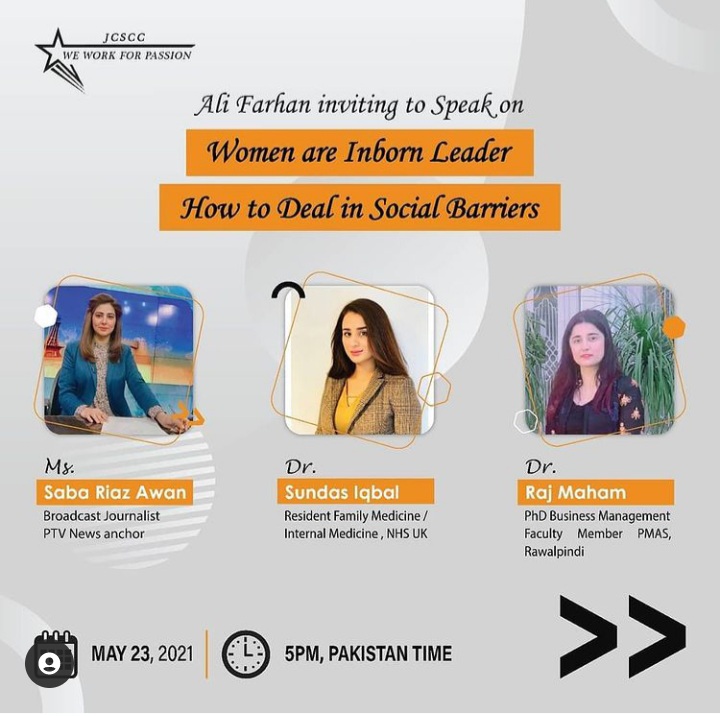 JCSCC
WE WORK FOR PASSION
Ali Farhan inviting to Speak on
Women are Inborn Leader
How to Deal in Social Barriers
Ms.
Saba Riaz Awan
Broadcast Journalist
PTV News anchor
Dr.
Sundas Iqbal
Resident Family Medicine /
Internal Medicine , NHS UK
Dr.
Raj Maham
PhD Business Management
Faculty Member PMAS,
Rawalpindi
MAY 23, 2021
5PM, PAKISTAN TIME